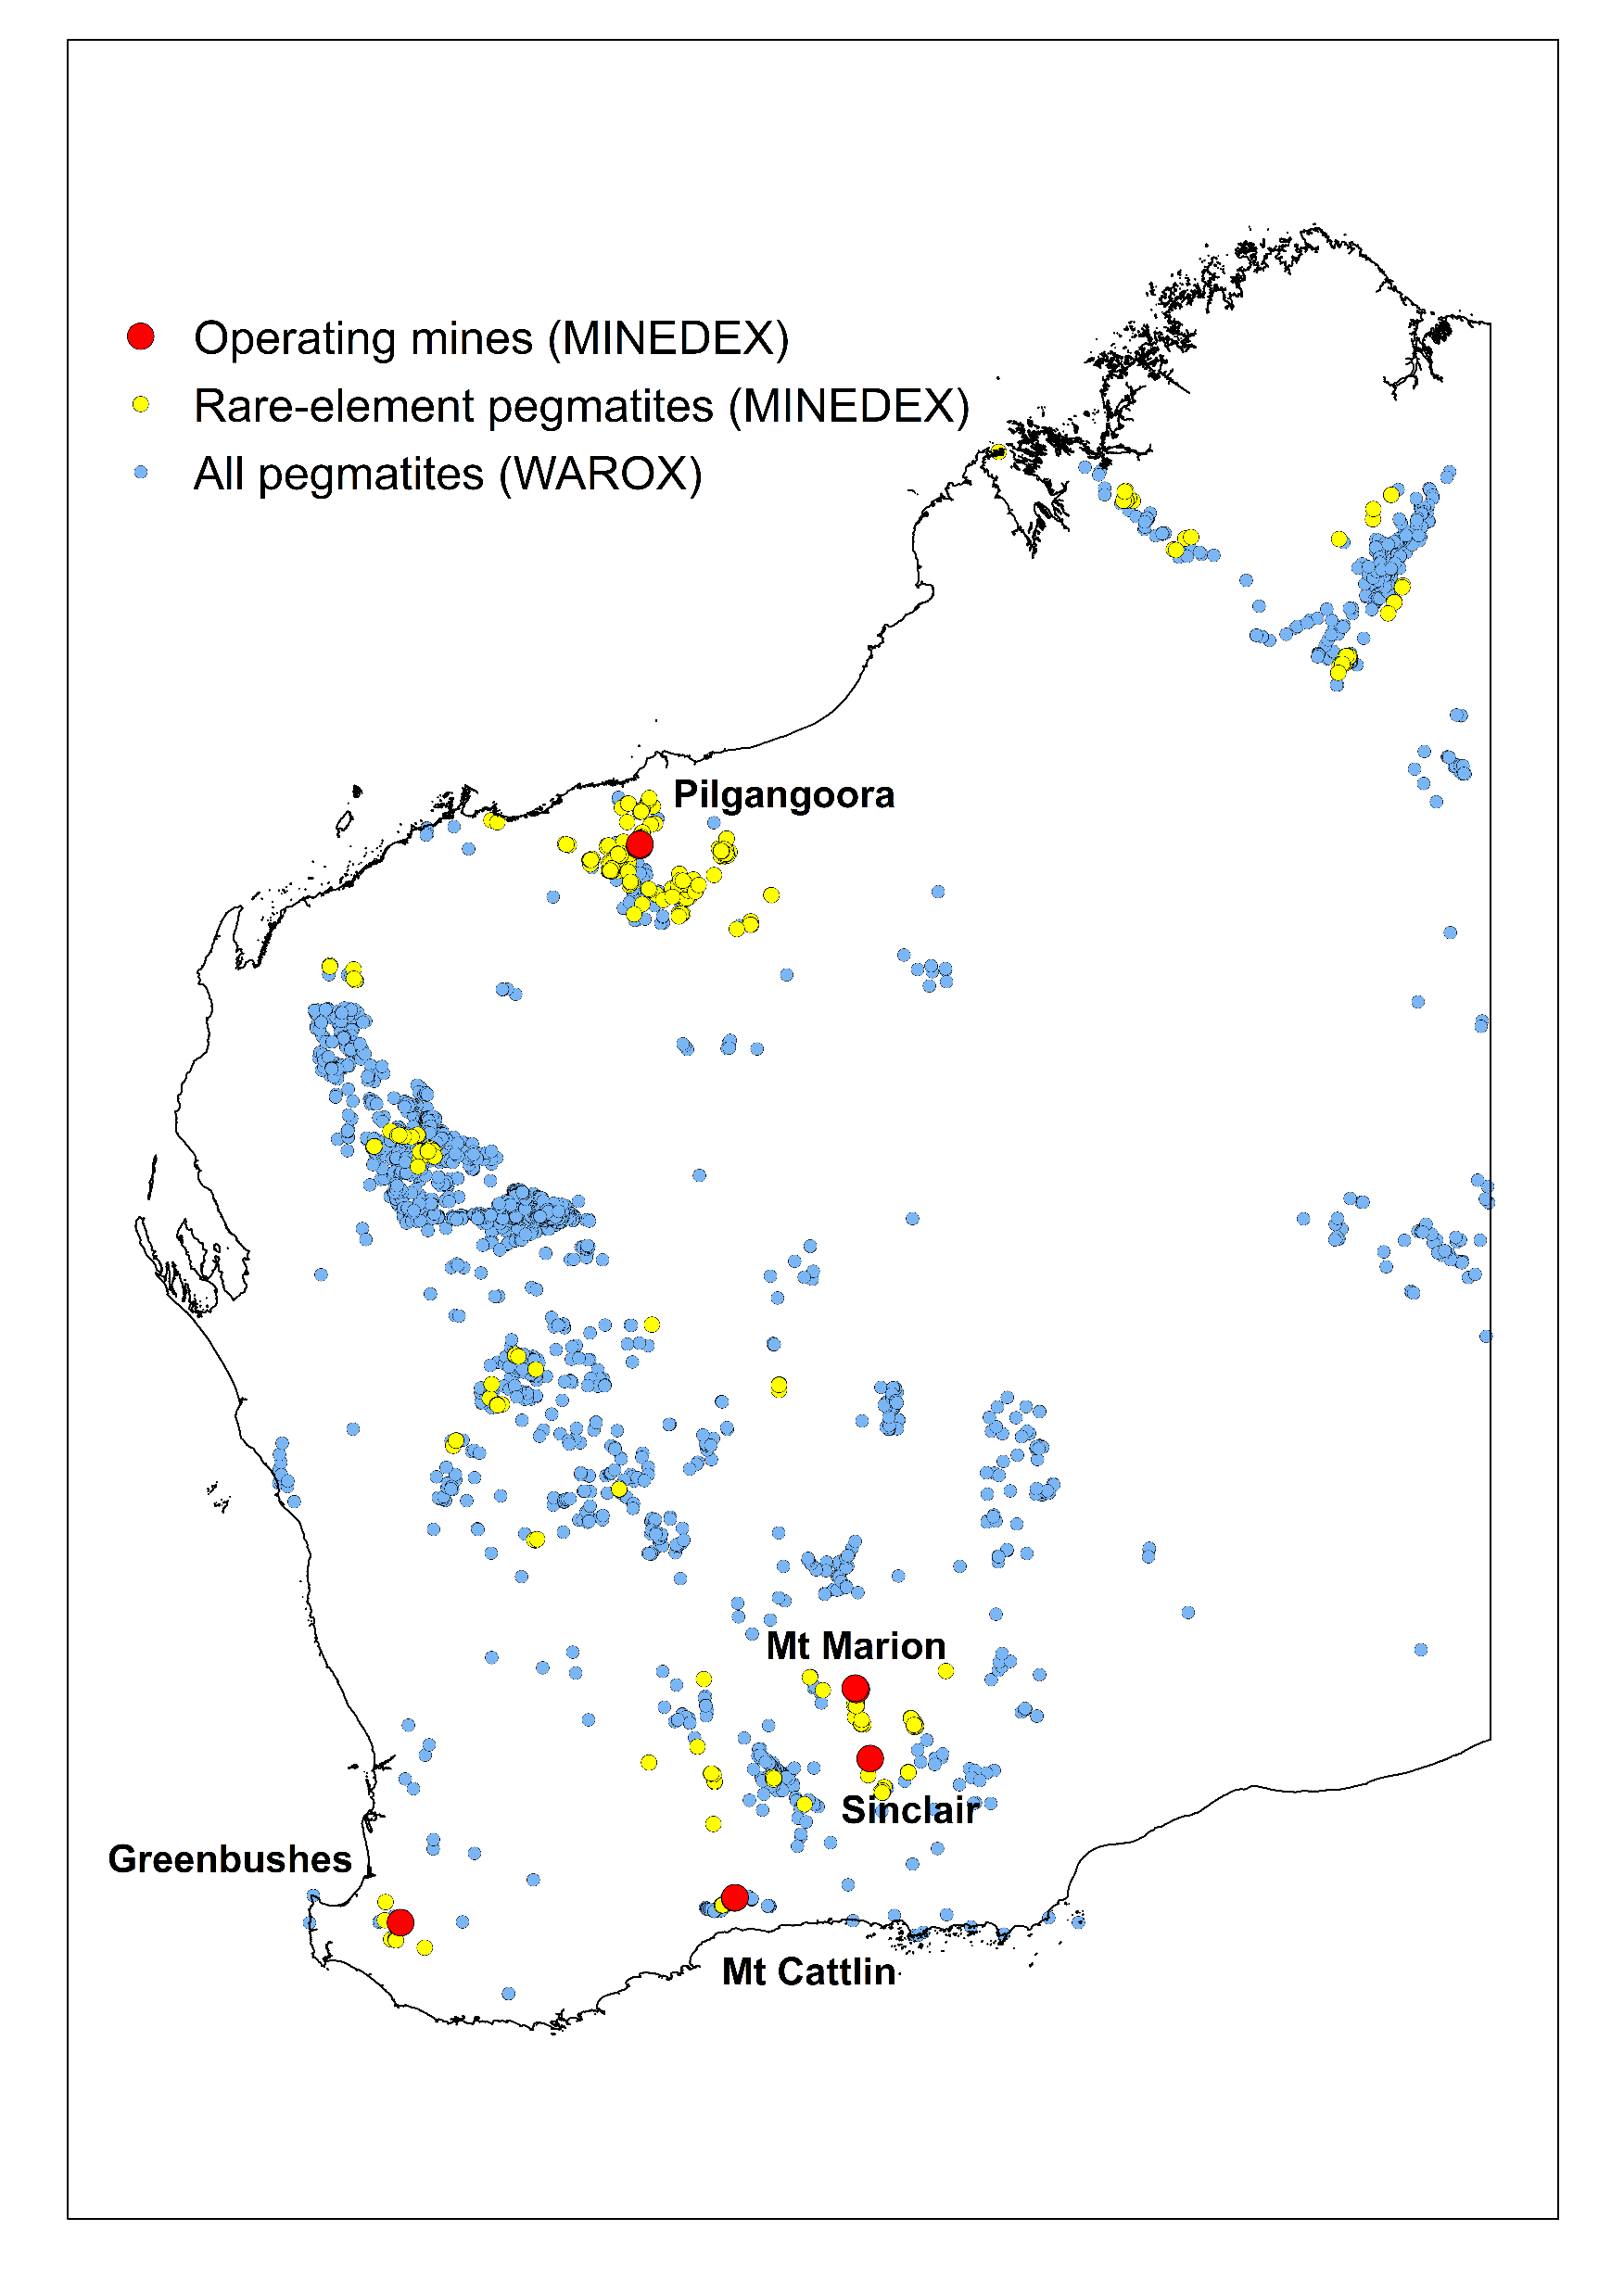 Operating mines (MINEDEX)
Rare-element pegmatites (MINEDEX)
All pegmatites (WAROX)
Pilgangoora
Mt Marion
Sinclair
Greenbushes
Mt Cattlin